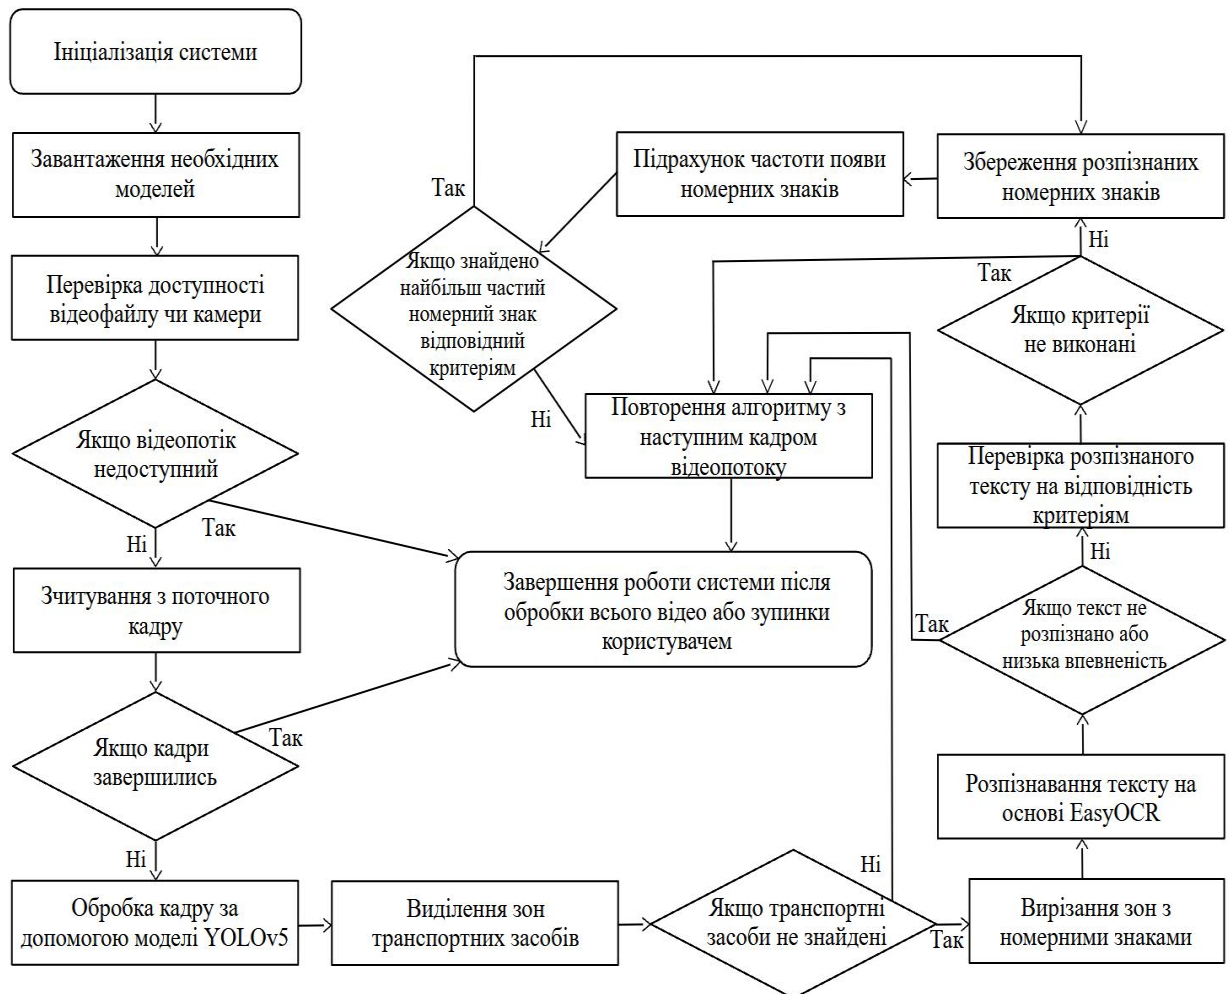 Ініціалізація системи
Завантаження необхідних
моделей
Перевірка доступності
відеофайлу чи камери
Якщо відеопотік
недоступний
Так
Ні
Зчитування з поточного
кадру
Якщо кадри
завершились
Так
Ні
Обробка кадру за
допомогою моделі YOLOv5
Виділення зон
транспортних засобів
Якщо транспортні
засоби не знайдені
Ні
Так
Вирізання зон з
номерними знаками
Розпізнавання тексту на
основі EasyOCR
Якщо текст не
розпізнано або
низька впевненість
Так
Ні
Перевірка розпізнаного
тексту на відповідність
критеріям
Якщо критерії
не виконані
Так
Ні
Збереження розпізнаних
номерних знаків
Підрахунок частоти появи
номерних знаків
Якщо знайдено
найбільш частий
номерний знак
відповідний
критеріям
Так
Ні
Повторення алгоритму з
наступним кадром
відеопотоку
Завершення роботи системи після
обробки всього відео або зупинки
користувачем